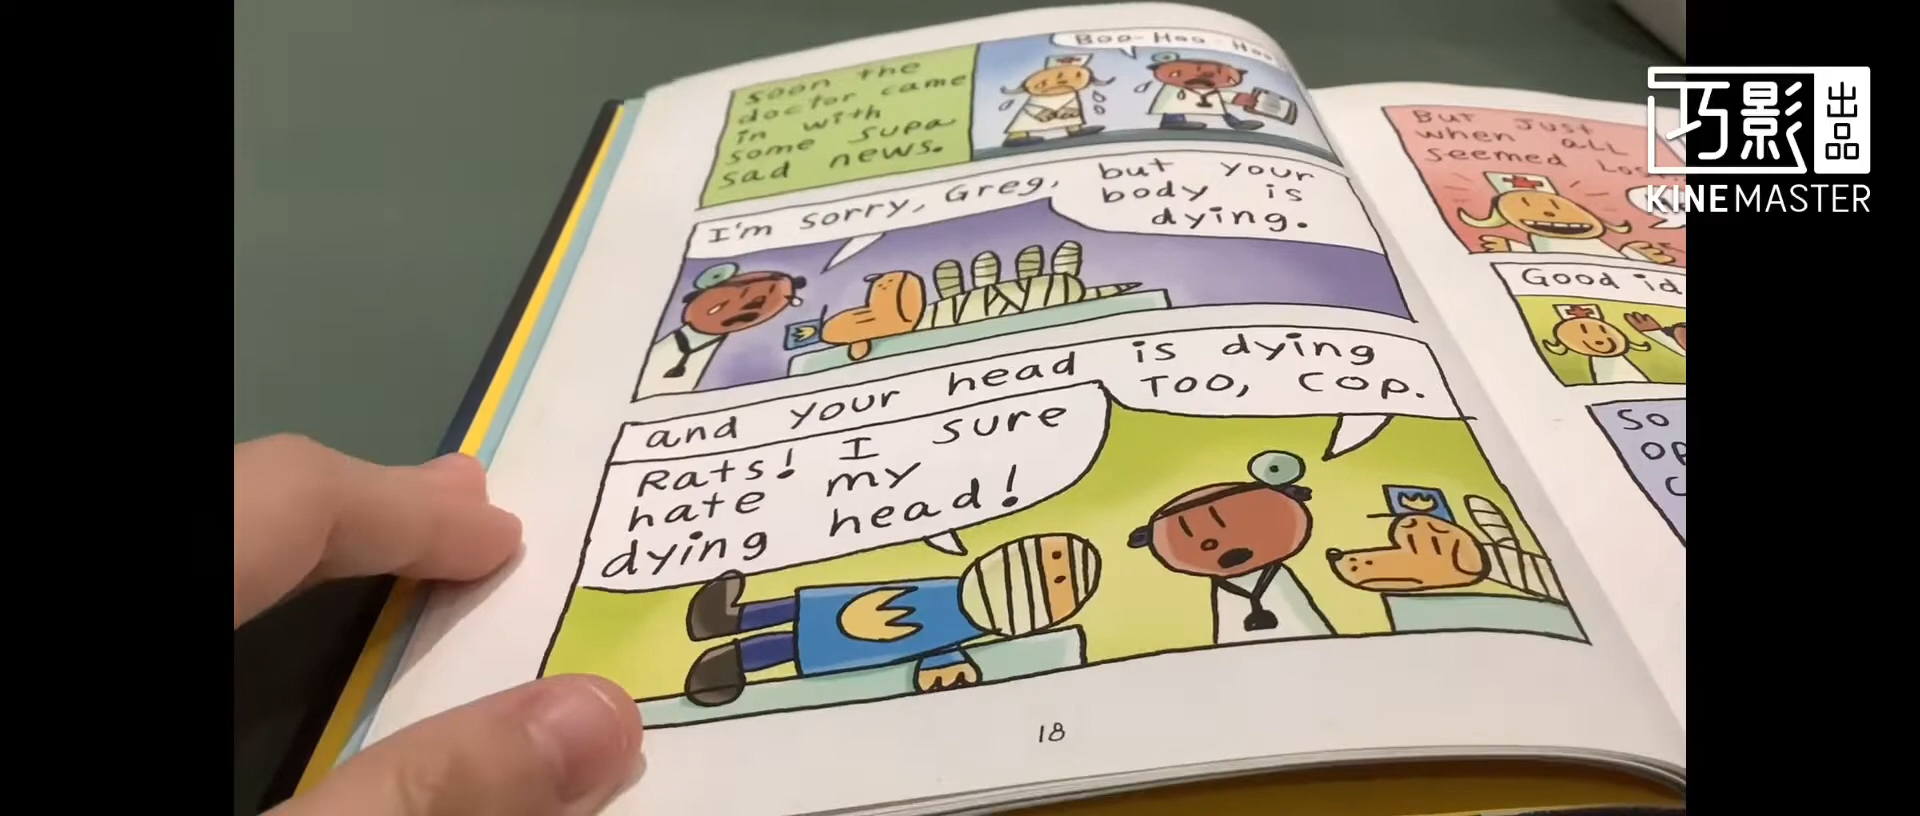 soon the
doctor came
in with
some supa
sad news.
Boo-Hoo-Hoo
I'm sorry, Greg,
but your
body is
dying.
and your head is dying
Too, Cop.
Rats! I sure
hate my
dying head!
18
But Just
when all
seemed
Good
So
巧影出品
KINEMASTER